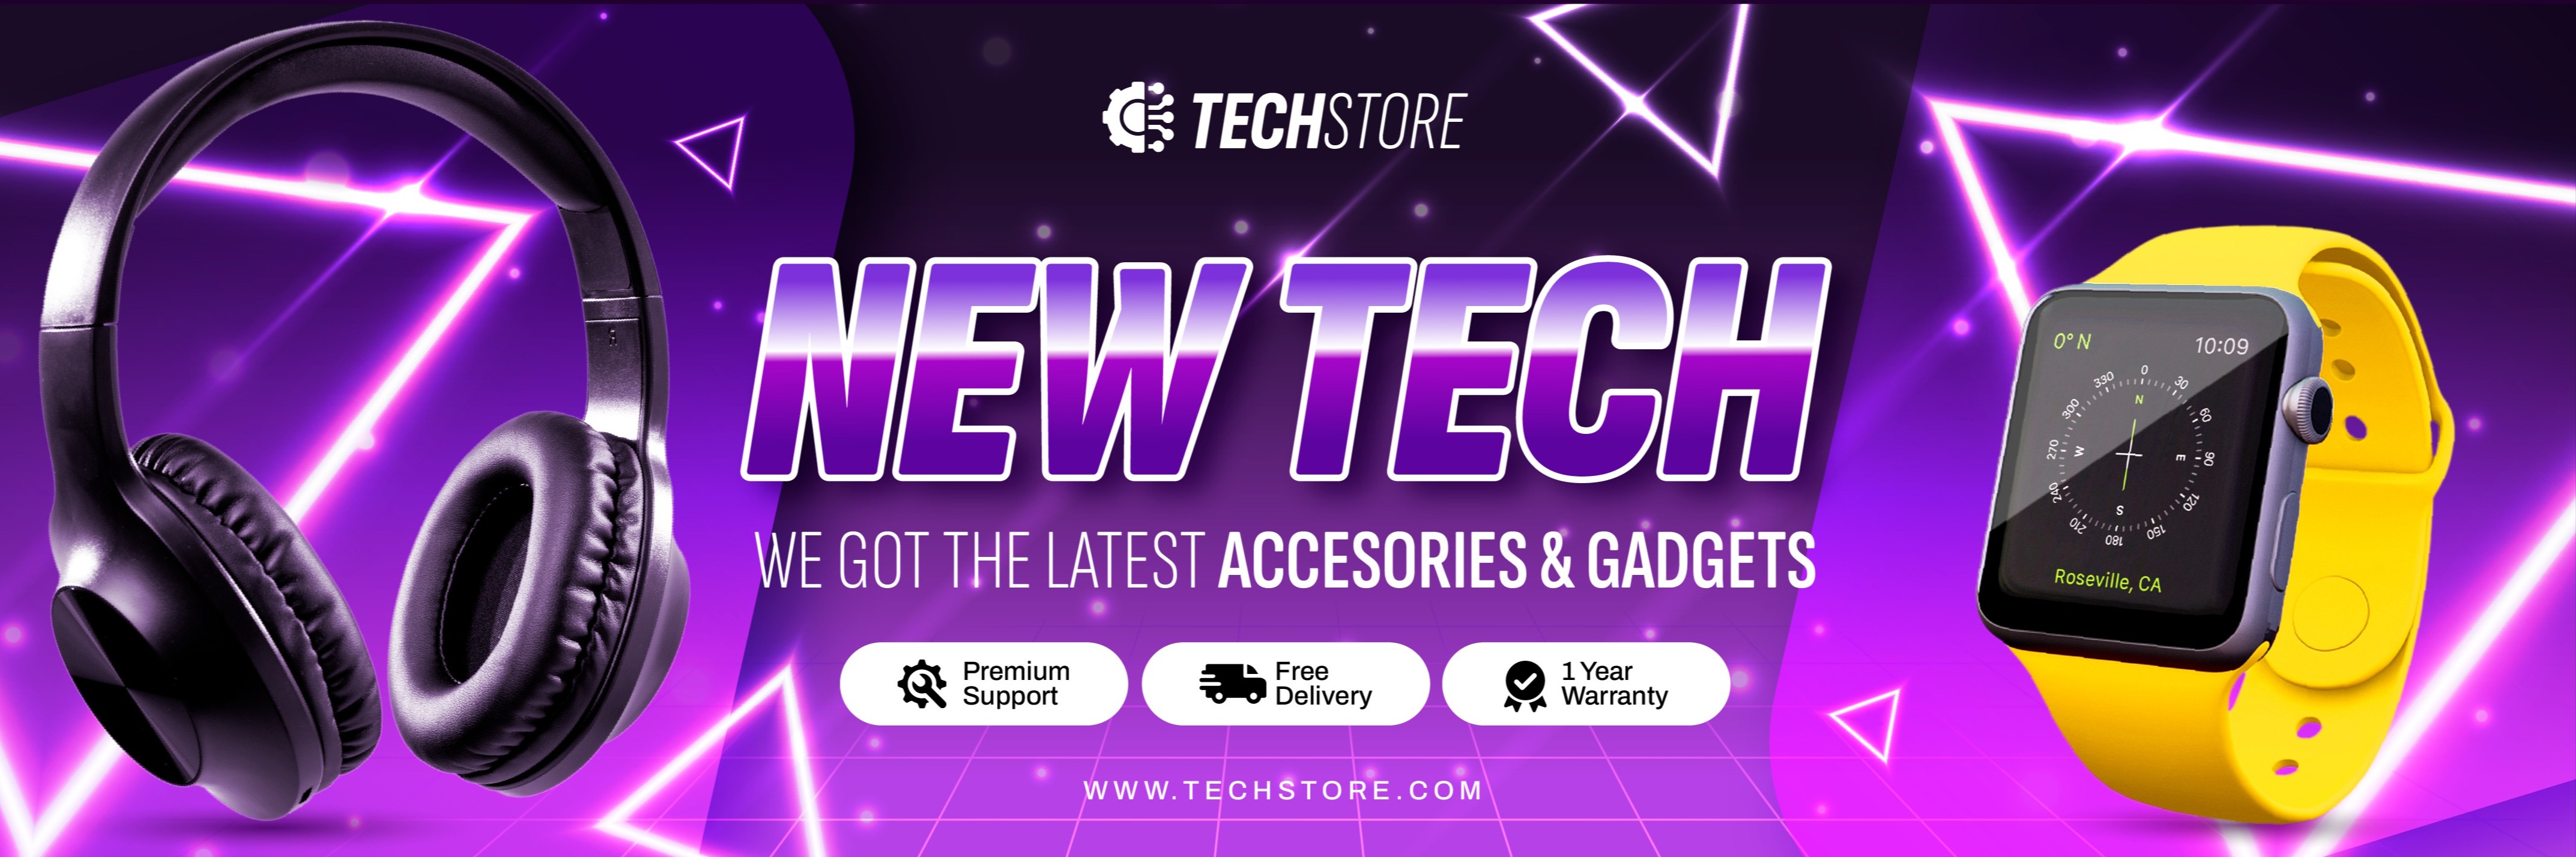 TECHSTORE
NEW TECH
WE GOT THE LATEST ACCESORIES & GADGETS
Premium
Support
Free
Delivery
1 Year
Warranty
WWW.TECHSTORE.COM
0° N
10:09
0
30
60
90
120
150
180
210
240
270
300
330
N
E
S
W
Roseville, CA